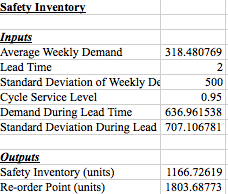 Safety Inventory
Inputs
Average Weekly Demand 318.480769
Lead Time 2
Standard Deviation of Weekly De 500
Cycle Service Level 0.95
Demand During Lead Time 636.961538
Standard Deviation During Lead 707.106781
Outputs
Safety Inventory (units) 1166.72619
Re-order Point (units) 1803.68773